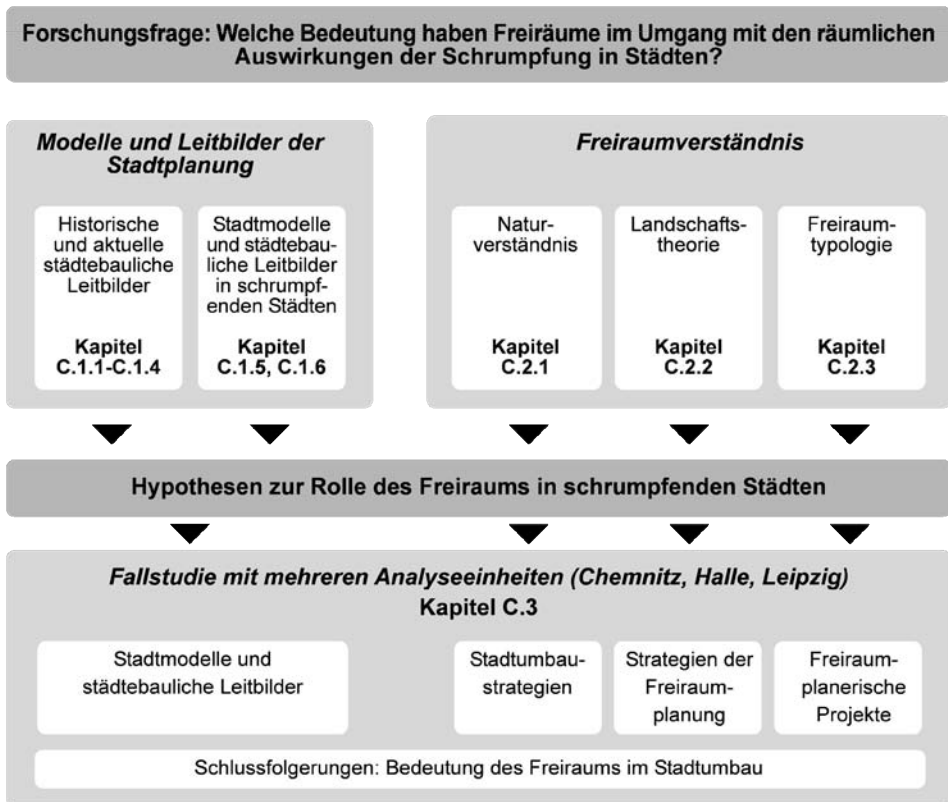 Forschungsfrage: Welche Bedeutung haben Freiräume im Umgang mit den räumlichen
Auswirkungen der Schrumpfung in Städten?
Modelle und Leitbilder der
Stadtplanung
Historische
und aktuelle
städtebauliche
Leitbilder
Kapitel
C.1.1-C.1.4
Stadtmodelle
und städtebau-
liche Leitbilder
in schrumpf-
enden Städten
Kapitel
C.1.5, C.1.6
Freiraumverständnis
Natur-
verständnis
Kapitel
C.2.1
Landschafts-
theorie
Kapitel
C.2.2
Freiraum-
typologie
Kapitel
C.2.3
Hypothesen zur Rolle des Freiraums in schrumpfenden Städten
Fallstudie mit mehreren Analyseeinheiten (Chemnitz, Halle, Leipzig)
Kapitel C.3
Stadtmodelle und
städtebauliche Leitbilder
Stadtumbau-
strategien
Strategien der
Freiraum-
planung
Freiraum-
planerische
Projekte
Schlussfolgerungen: Bedeutung des Freiraums im Stadtumbau